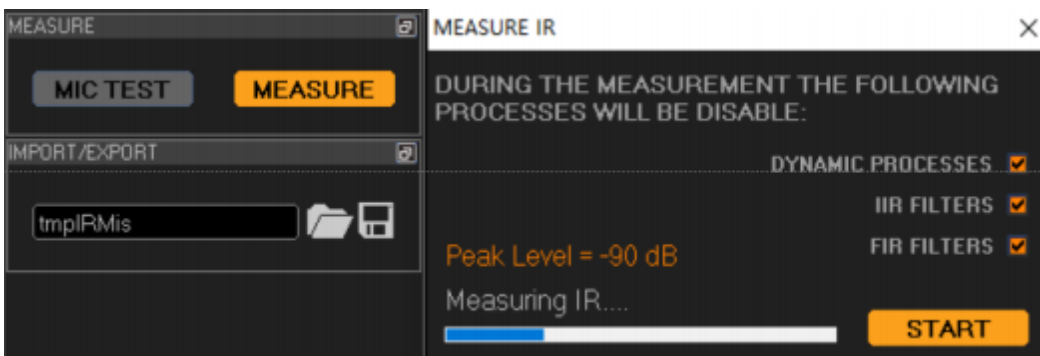 MEASURE
MIC TEST
MEASURE
IMPORT/EXPORT
tmpIRMis
MEASURE IR
DURING THE MEASUREMENT THE FOLLOWING
PROCESSES WILL BE DISABLE:
DYNAMIC PROCESSES
IIR FILTERS
FIR FILTERS
Peak Level = -90 dB
Measuring IR....
START